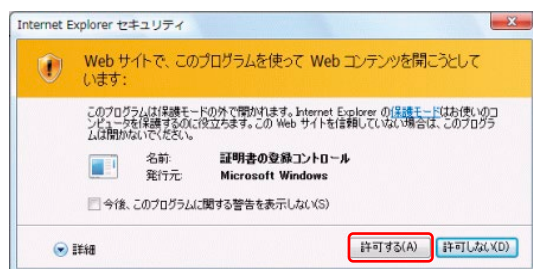 Internet Explorer セキュリティ
Web サイトで、このプログラムを使って Web コンテンツを開こうとして
います:
このプログラムは保護モードの外で開かれます。Internet Explorer の保護モードはお使いのコ
ンピュータを保護するのに役立ちます。この Web サイトを信頼していない場合は、このプログラ
ムは開かないでください。
名前: 証明書の登録コントロール
発行元: Microsoft Windows
今後、このプログラムに関する警告を表示しない(S)
詳細 許可する(A) 許可しない(D)